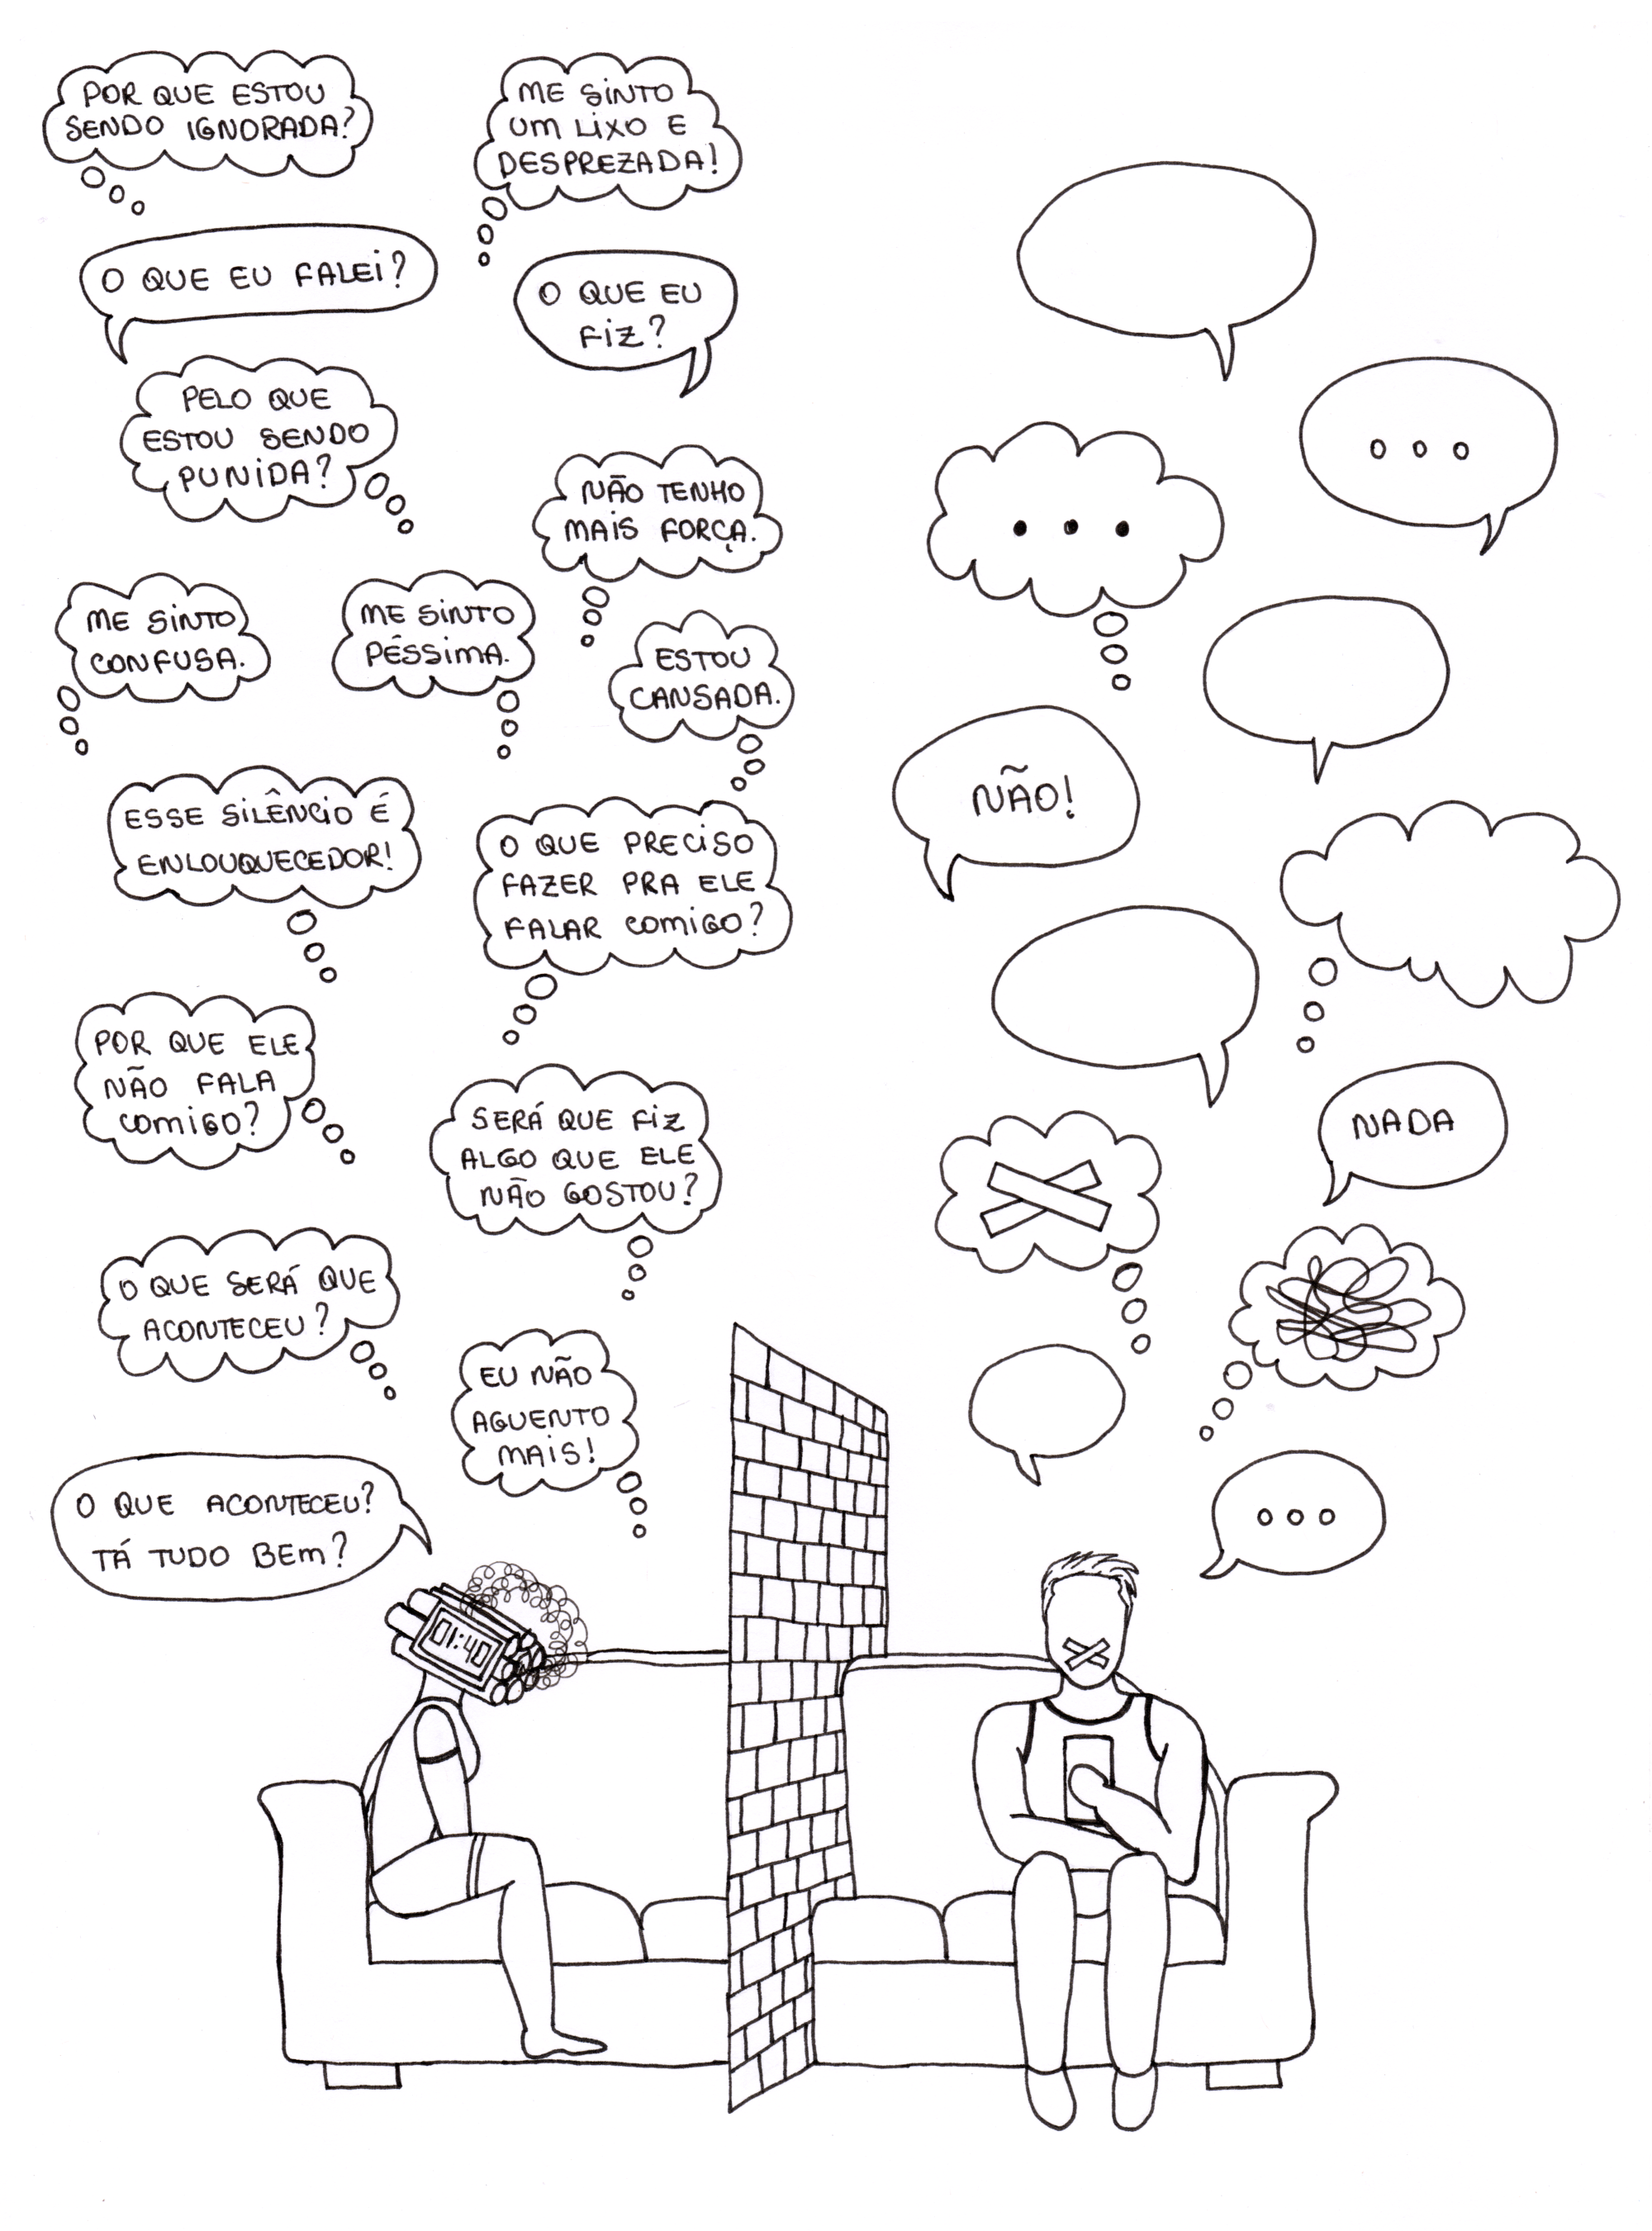 POR QUE ESTOU
SENDO IGNORADA?
ME SINTO
UM LIXO E
DESPREZADA!
O QUE EU FALEI?
O QUE EU
FIZ?
PELO QUE
ESTOU SENDO
PUNIDA?
NÃO TENHO
MAIS FORÇA.
ME SINTO
CONFUSA.
ME SINTO
PÉSSIMA.
ESTOU
CANSADA.
ESSE SILÊNCIO É
ENLOUQUECEDOR!
O QUE PRECISO
FAZER PRA ELE
FALAR COMIGO?
POR QUE ELE
NÃO FALA
COMIGO?
SERÁ QUE FIZ
ALGO QUE ELE
NÃO GOSTOU?
O QUE SERÁ QUE
ACONTECEU?
EU NÃO
AGUENTO
MAIS!
O QUE ACONTECEU?
TÁ TUDO BEM?
01:40
...
...
NÃO!
NADA
...